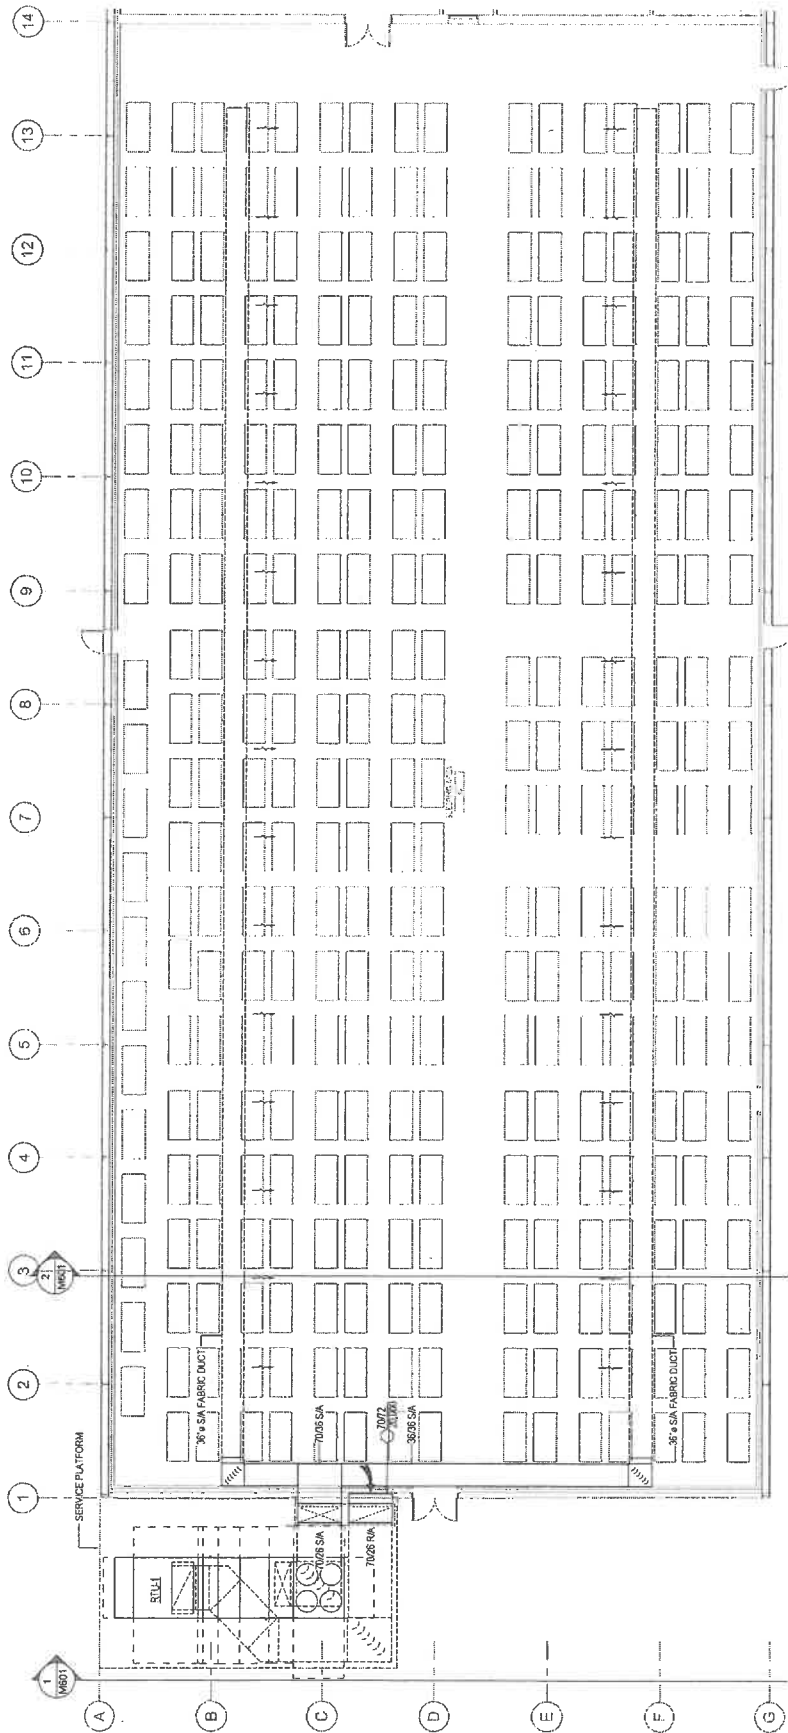 14
13
12
11
10
9
8
7
6
5
4
3
2
M601
2
1
SERVICE PLATFORM
36"ø S/A FABRIC DUCT
70/36 S/A
70/72
36/36 S/A
36"ø S/A FABRIC DUCT
RTU-1
70/26 S/A
70/26 R/A
1
M601
A
B
C
D
E
F
G